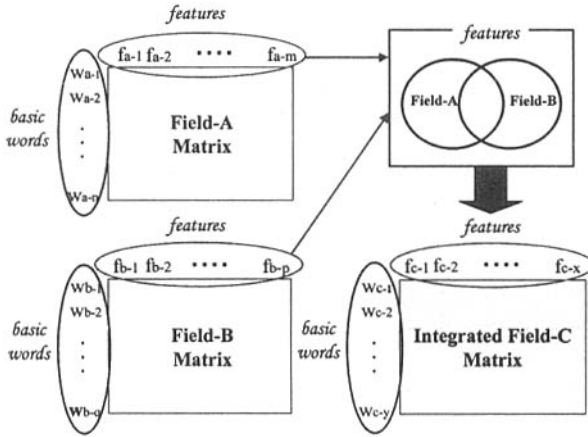 features
fa-1 fa-2 .... fa-m
Wa-1
Wa-2
basic
words
Wa-n
Field-A
Matrix
features
Field-A
Field-B
features
fb-1 fb-2 .... fb-p
Wb-1
Wb-2
basic
words
Wb-o
Field-B
Matrix
features
fc-1 fc-2 .... fc-x
Wc-1
Wc-2
basic
words
Wc-y
Integrated Field-C
Matrix